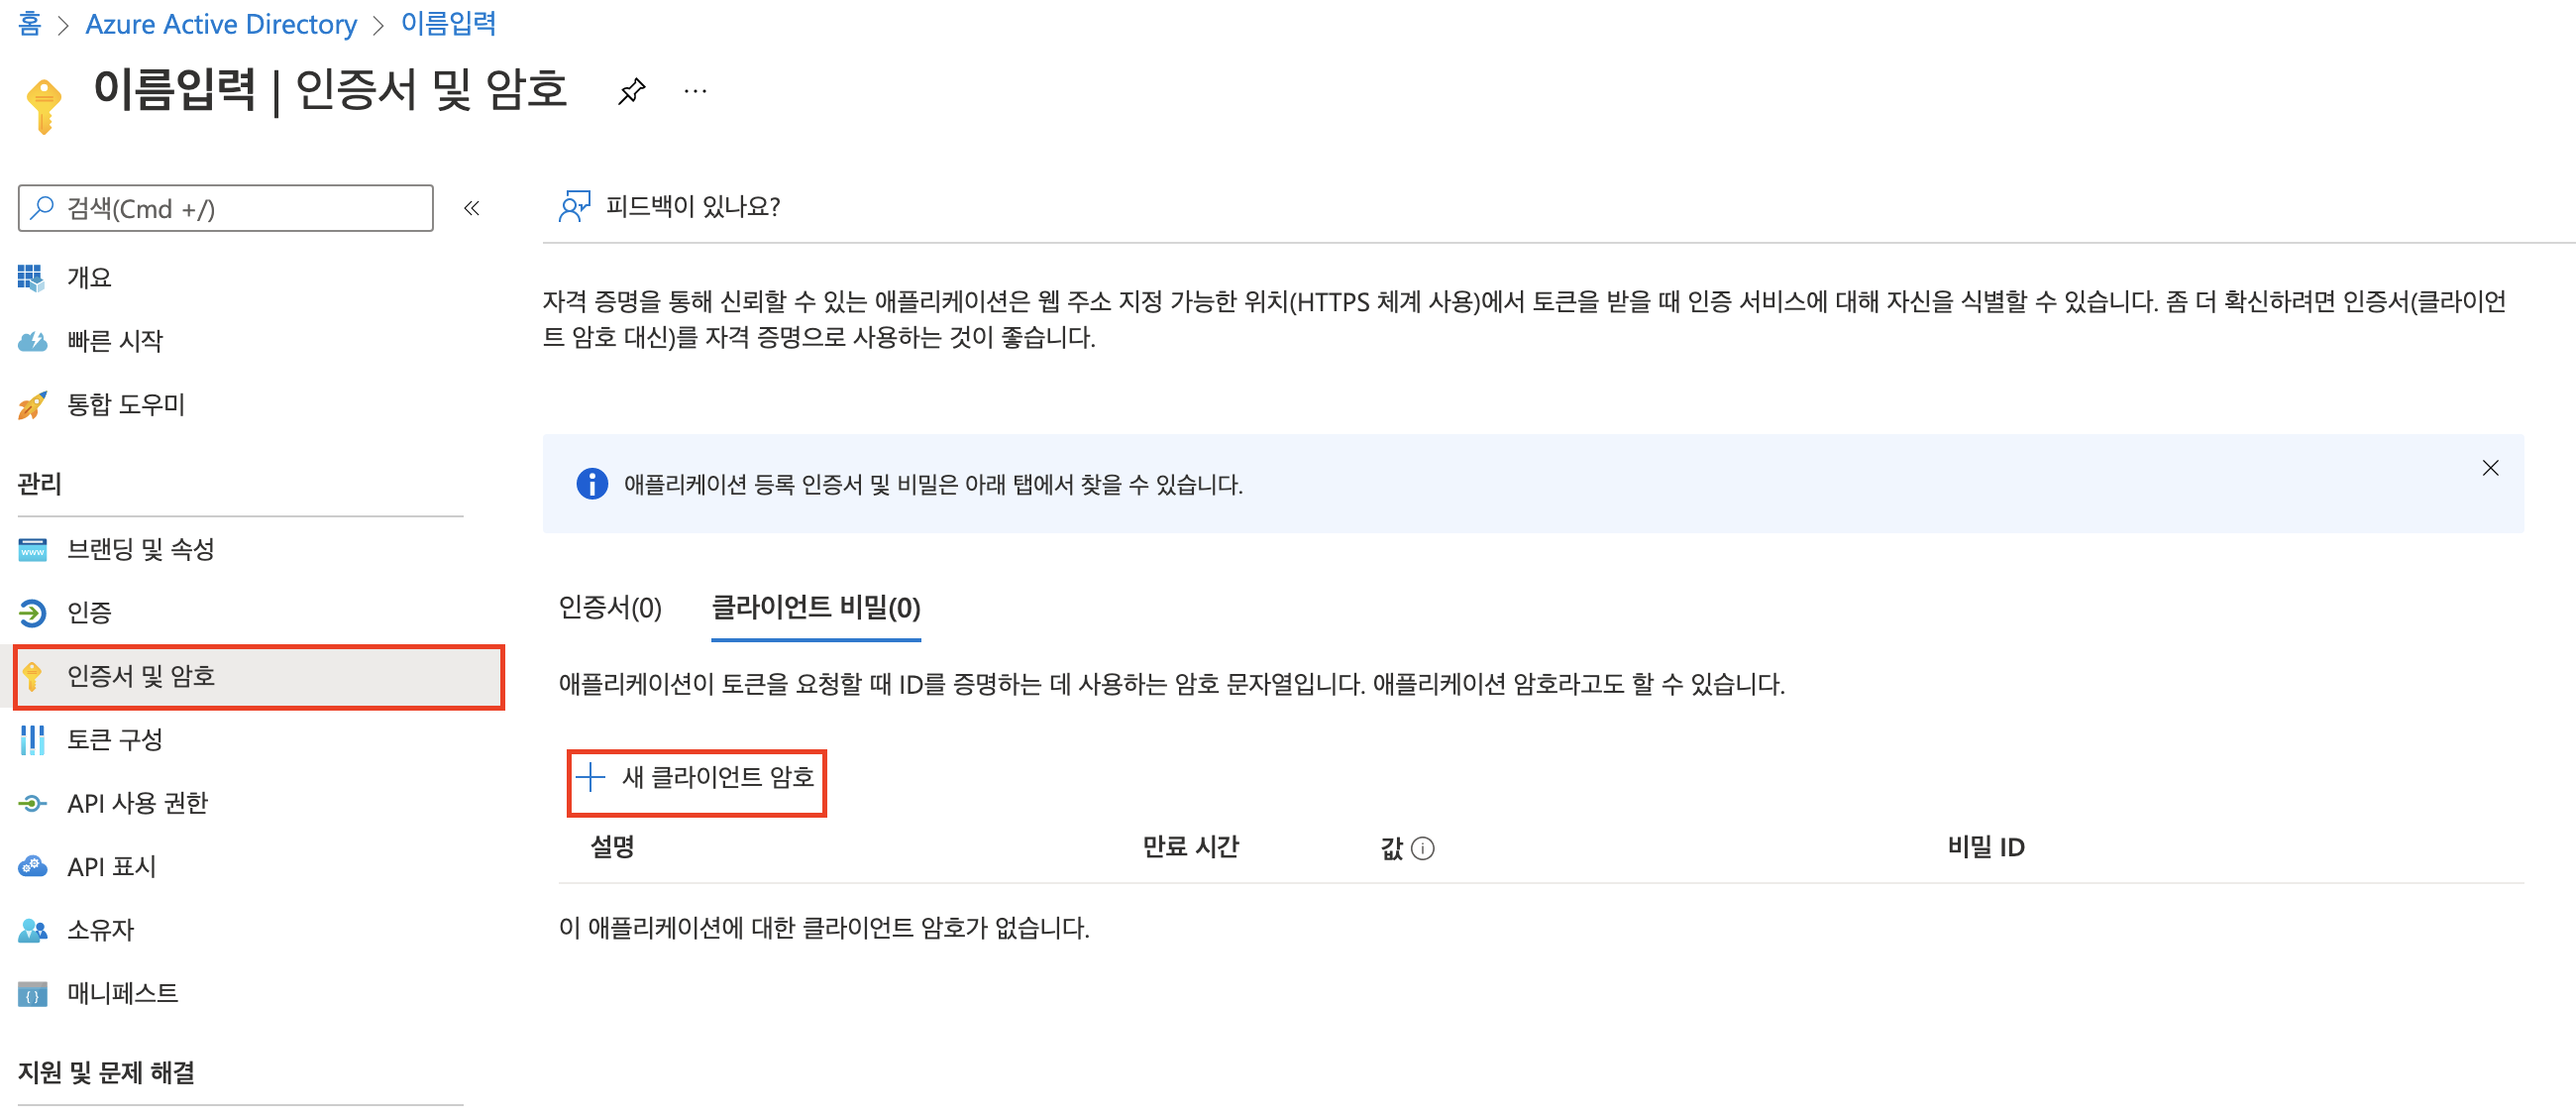 홈 > Azure Active Directory > 이름입력
이름입력 | 인증서 및 암호
검색(Cmd +/)
개요
빠른 시작
통합 도우미
관리
www
브랜딩 및 속성
인증
인증서 및 암호
토큰 구성
API 사용 권한
API 표시
소유자
매니페스트
지원 및 문제 해결
피드백이 있나요?
자격 증명을 통해 신뢰할 수 있는 애플리케이션은 웹 주소 지정 가능한 위치(HTTPS 체계 사용)에서 토큰을 받을 때 인증 서비스에 대해 자신을 식별할 수 있습니다. 좀 더 확신하려면 인증서(클라이언
트 암호 대신)를 자격 증명으로 사용하는 것이 좋습니다.
애플리케이션 등록 인증서 및 비밀은 아래 탭에서 찾을 수 있습니다.
인증서(0) 클라이언트 비밀(0)
애플리케이션이 토큰을 요청할 때 ID를 증명하는 데 사용하는 암호 문자열입니다. 애플리케이션 암호라고도 할 수 있습니다.
새 클라이언트 암호
설명 만료 시간 값 비밀 ID
이 애플리케이션에 대한 클라이언트 암호가 없습니다.